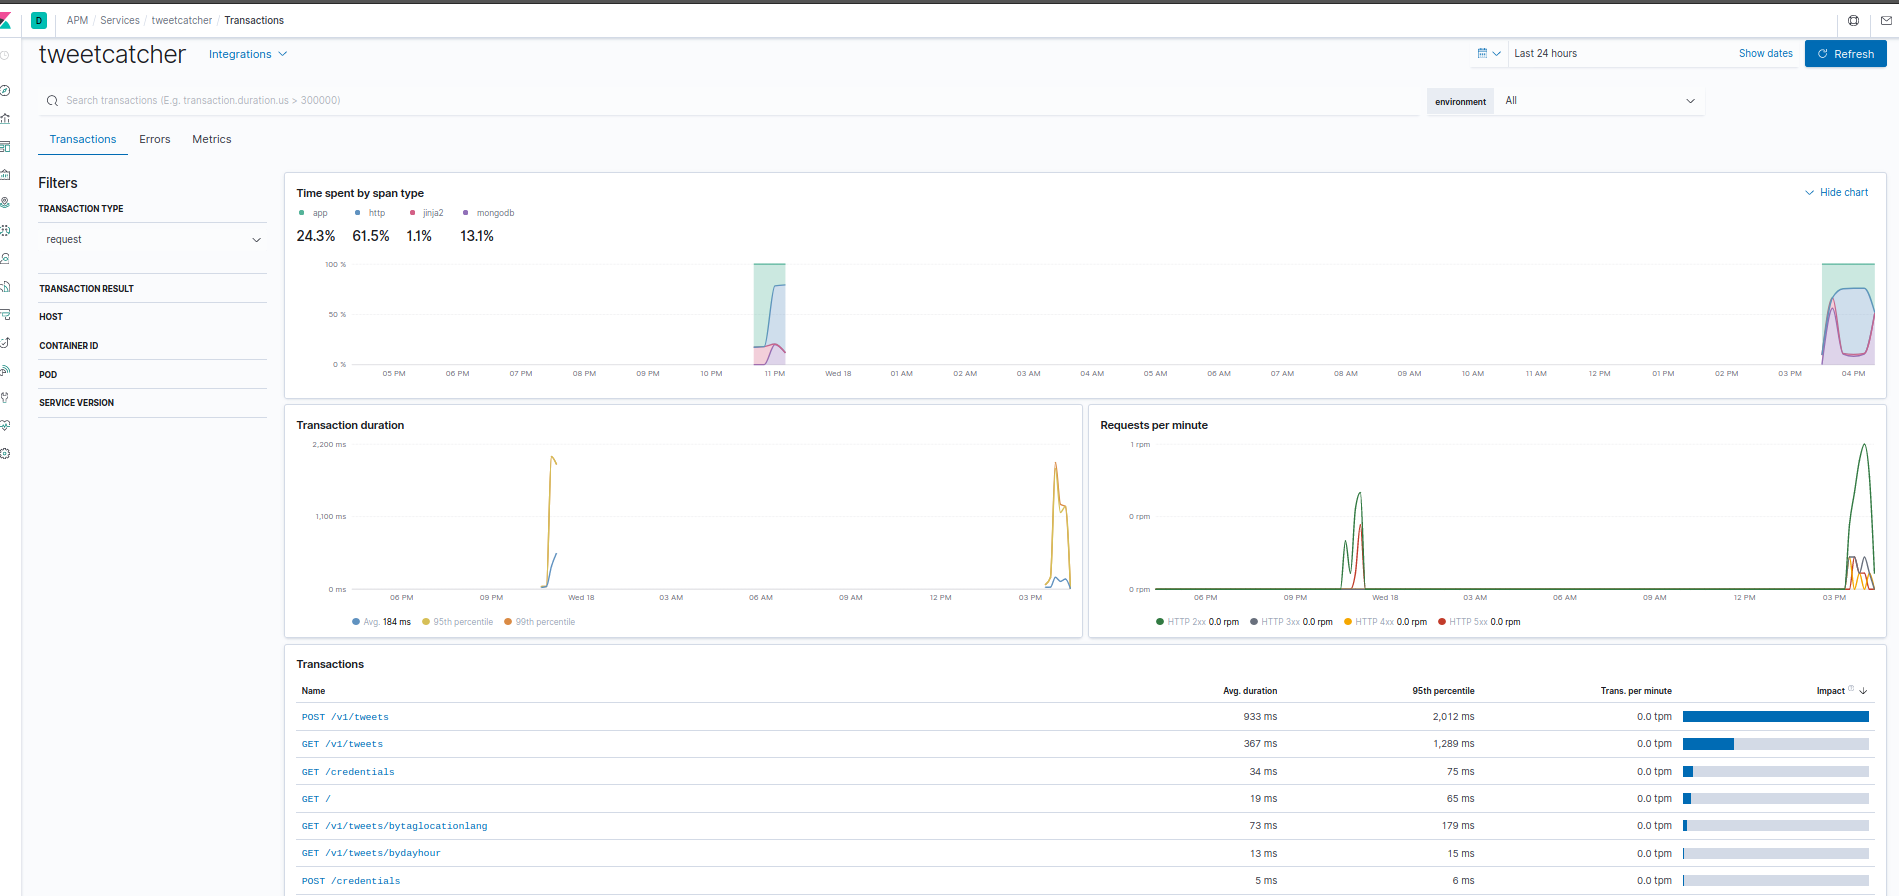 D APM / Services / tweetcatcher / Transactions
tweetcatcher Integrations Last 24 hours Show dates Refresh
Search transactions (E.g. transaction.duration.us > 300000) environment All
Transactions Errors Metrics
Filters
TRANSACTION TYPE
request
TRANSACTION RESULT
HOST
CONTAINER ID
POD
SERVICE VERSION
Time spent by span type Hide chart
app http jinja2 mongodb
24.3% 61.5% 1.1% 13.1%
100 %
50 %
0 %
05 PM 06 PM 07 PM 08 PM 09 PM 10 PM 11 PM Wed 18 01 AM 02 AM 03 AM 04 AM 05 AM 06 AM 07 AM 08 AM 09 AM 10 AM 11 AM 12 PM 01 PM 02 PM 03 PM 04 PM
Transaction duration
2,200 ms
1,100 ms
0 ms
06 PM 09 PM Wed 18 03 AM 06 AM 09 AM 12 PM 03 PM
Avg. 184 ms 95th percentile 99th percentile
Requests per minute
1 rpm
0 rpm
0 rpm
06 PM 09 PM Wed 18 03 AM 06 AM 09 AM 12 PM 03 PM
HTTP 2xx 0.0 rpm HTTP 3xx 0.0 rpm HTTP 4xx 0.0 rpm HTTP 5xx 0.0 rpm
Transactions
Name Avg. duration 95th percentile Trans. per minute Impact
POST /v1/tweets 933 ms 2,012 ms 0.0 tpm
GET /v1/tweets 367 ms 1,289 ms 0.0 tpm
GET /credentials 34 ms 75 ms 0.0 tpm
GET / 19 ms 65 ms 0.0 tpm
GET /v1/tweets/bytaglocationlang 73 ms 179 ms 0.0 tpm
GET /v1/tweets/bydayhour 13 ms 15 ms 0.0 tpm
POST /credentials 5 ms 6 ms 0.0 tpm